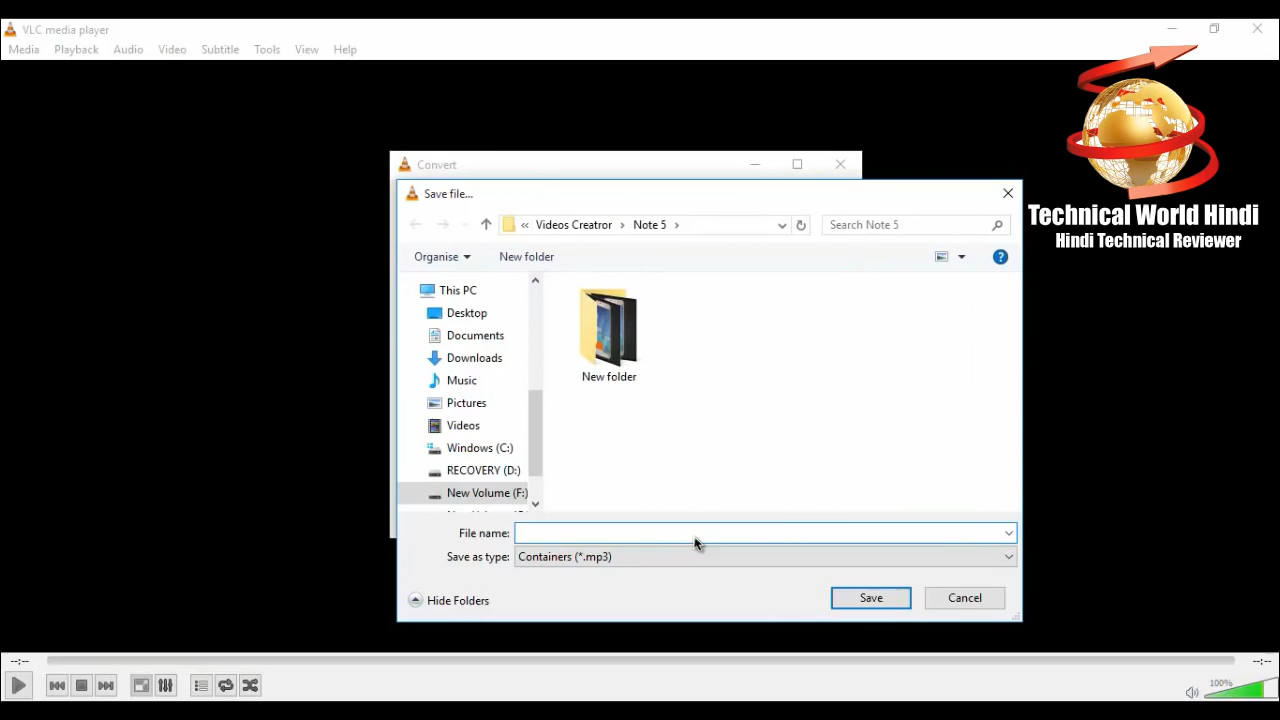 VLC media player
Media Playback Audio Video Subtitle Tools View Help
Technical World Hindi
Hindi Technical Reviewer
Convert
Save file...
« Videos Creatror › Note 5 ›
Search Note 5
Organise
New folder
This PC
Desktop
Documents
Downloads
Music
Pictures
Videos
Windows (C:)
RECOVERY (D:)
New Volume (F:)
New folder
File name:
Save as type: Containers (*.mp3)
Hide Folders
Save
Cancel
--:--
--:--
100%